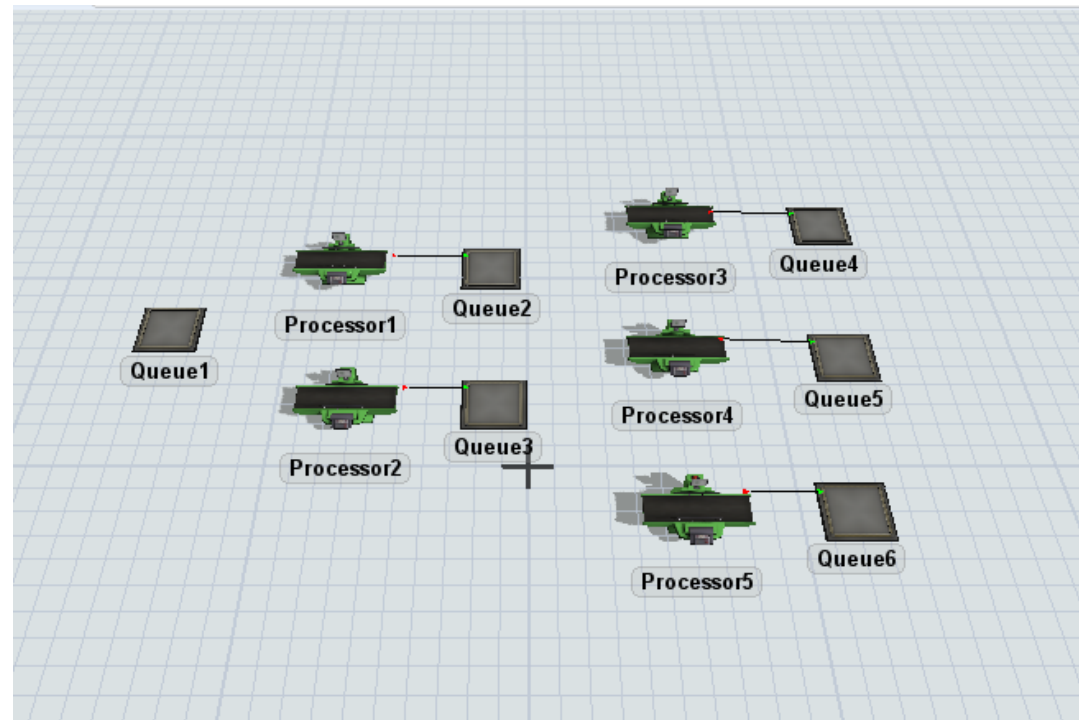 Processor3
Queue4
Processor1
Queue2
Queue1
Processor4
Queue5
Processor2
Queue3
Processor5
Queue6